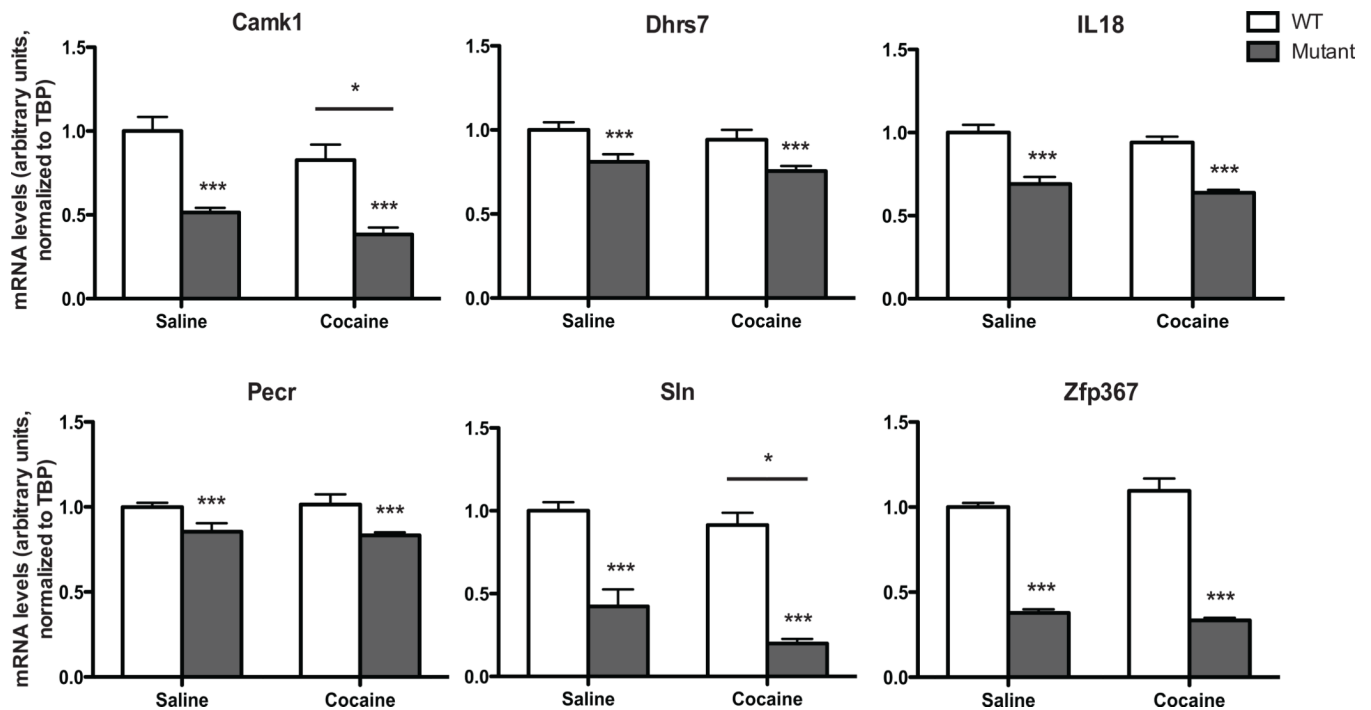 Camk1
Dhrs7
IL18
WT
Mutant
mRNA levels (arbitrary units,
normalized to TBP)
1.5
1.0
0.5
0.0
*
***
***
Saline
Cocaine
1.5
1.0
0.5
0.0
***
***
Saline
Cocaine
1.5
1.0
0.5
0.0
***
***
Saline
Cocaine
Pecr
Sln
Zfp367
mRNA levels (arbitrary units,
normalized to TBP)
1.5
1.0
0.5
0.0
***
***
Saline
Cocaine
1.5
1.0
0.5
0.0
*
***
***
Saline
Cocaine
1.5
1.0
0.5
0.0
***
***
Saline
Cocaine